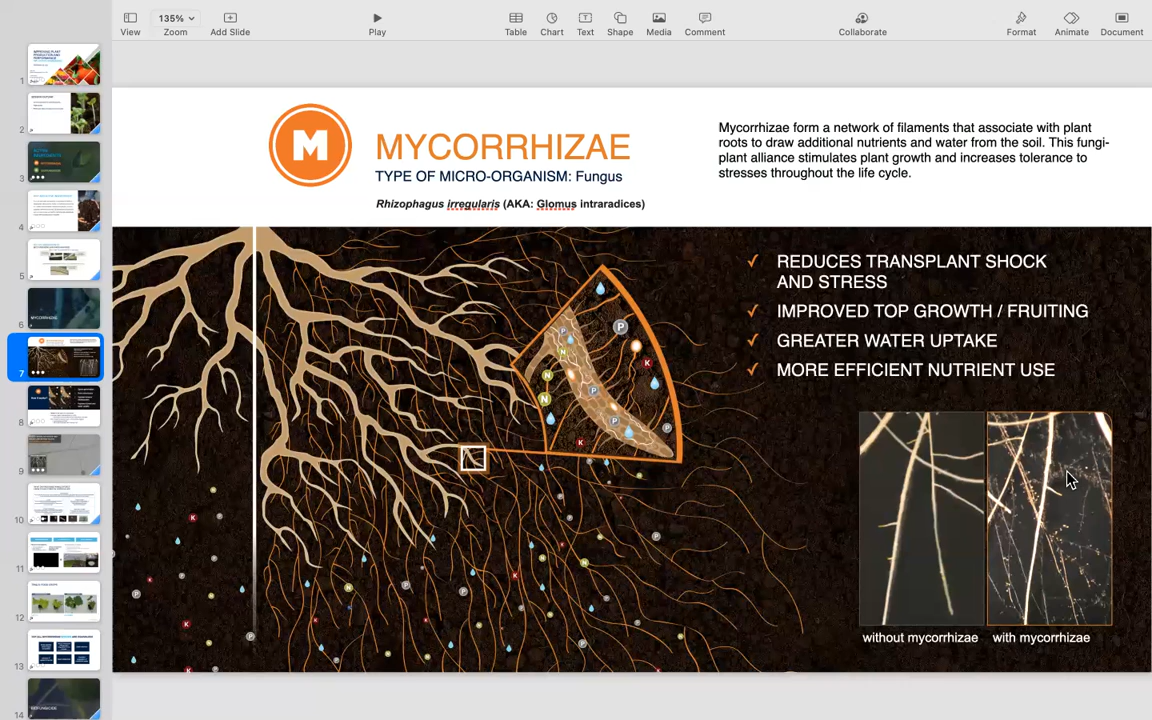 135%
View
Zoom
Add Slide
Play
Table
Chart
Text
Shape
Media
Comment
Collaborate
Format
Animate
Document
M
MYCORRHIZAE
TYPE OF MICRO-ORGANISM: Fungus
Rhizophagus irregularis (AKA: Glomus intraradices)
Mycorrhizae form a network of filaments that associate with plant
roots to draw additional nutrients and water from the soil. This fungi-
plant alliance stimulates plant growth and increases tolerance to
stresses throughout the life cycle.
✓ REDUCES TRANSPLANT SHOCK
AND STRESS
✓ IMPROVED TOP GROWTH / FRUITING
✓ GREATER WATER UPTAKE
✓ MORE EFFICIENT NUTRIENT USE
without mycorrhizae
with mycorrhizae
1
2
3
4
5
6
MYCORRHIZAE
7
8
9
10
11
12
13
14